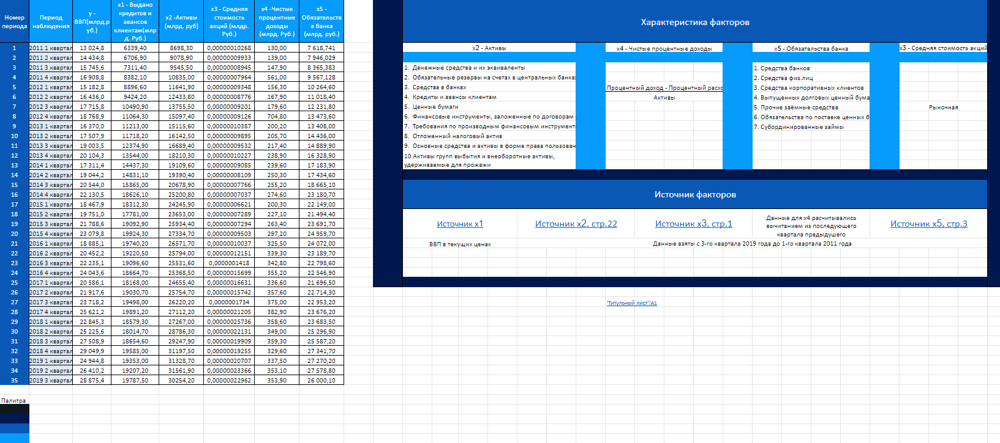 Номер периода Период наблюдения у - ВВП(млрд.руб.) х1 - Выдано кредитов и авансов клиентам(млрд. Руб.) х2 -Активы (млрд. руб) х3 - Средняя стоимость акций (млдр. Руб.) х4 -Чистые процентные доходы (млрд. Руб.) х5 - Обязательства банка (млрд. руб.)
1 2011 1 квартал 13 024,8 6339,40 8698,30 0,00000010268 130,00 7 618,741
2 2011 2 квартал 14 434,8 6706,90 9078,90 0,00000009933 139,00 7 946,029
3 2011 3 квартал 15 745,6 7311,40 9545,50 0,00000008945 147,90 8 365,383
4 2011 4 квартал 16 908,8 8382,10 10835,00 0,00000007964 561,00 9 567,128
5 2012 1 квартал 15 182,8 8896,60 11641,90 0,00000009348 156,30 10 264,60
6 2012 2 квартал 16 436,0 9424,20 12433,80 0,00000008776 167,90 11 018,40
7 2012 3 квартал 17 715,8 10490,90 13755,50 0,00000009201 179,60 12 231,80
8 2012 4 квартал 18 768,9 11064,30 15097,40 0,00000009126 704,80 13 473,60
9 2013 1 квартал 16 370,0 11213,00 15115,60 0,00000010387 200,20 13 408,00
10 2013 2 квартал 17 507,9 11718,20 16142,50 0,00000009895 205,70 14 436,00
11 2013 3 квартал 19 003,5 12374,90 16689,40 0,00000009532 217,40 14 889,90
12 2013 4 квартал 20 104,3 13544,00 18210,30 0,00000010227 238,90 16 328,90
13 2014 1 квартал 17 311,4 14437,30 19109,60 0,00000009085 239,60 17 183,90
14 2014 2 квартал 19 044,2 14831,10 19390,40 0,00000008109 250,30 17 434,60
15 2014 3 квартал 20 544,0 15865,00 20678,90 0,00000007766 255,20 18 665,10
16 2014 4 квартал 22 130,5 18626,10 25200,80 0,00000007037 274,60 23 180,70
17 2015 1 квартал 18 467,9 18312,30 24245,90 0,00000006621 200,30 22 149,00
18 2015 2 квартал 19 751,0 17781,00 23653,00 0,00000007289 227,10 21 494,40
19 2015 3 квартал 21 788,6 19092,90 25934,40 0,00000007294 263,40 23 691,70
20 2015 4 квартал 23 079,8 19924,30 27334,70 0,00000009503 297,20 24 959,70
21 2016 1 квартал 18 885,1 19740,20 26571,70 0,00000010037 325,50 24 072,00
22 2016 2 квартал 20 452,2 19220,50 25794,00 0,00000012151 339,30 23 189,70
23 2016 3 квартал 22 235,1 19096,60 25531,60 0,0000001418 342,80 22 798,60
24 2016 4 квартал 24 043,6 18664,70 25368,50 0,00000015699 355,20 22 546,90
25 2017 1 квартал 20 586,1 18168,00 24655,40 0,00000016631 336,60 21 696,50
26 2017 2 квартал 21 917,6 19030,70 25754,70 0,00000015742 357,60 22 714,30
27 2017 3 квартал 23 718,2 19498,00 26220,20 0,0000001734 375,00 22 953,20
28 2017 4 квартал 25 621,2 19891,20 27112,20 0,00000021205 382,90 23 676,20
29 2018 1 квартал 22 845,3 18579,30 27267,00 0,00000025736 358,60 23 683,50
30 2018 2 квартал 25 225,6 18014,70 28786,30 0,00000022131 349,00 25 296,90
31 2018 3 квартал 27 508,9 18654,60 29247,90 0,00000019909 359,30 25 587,20
32 2018 4 квартал 29 049,9 19585,00 31197,50 0,00000019255 329,60 27 341,70
33 2019 1 квартал 24 944,8 19353,00 31328,70 0,00000020707 337,50 27 270,20
34 2019 2 квартал 26 410,2 19207,20 31561,90 0,00000023366 353,10 27 578,80
35 2019 3 квартал 28 875,4 19787,50 30254,20 0,00000022962 353,90 26 000,10
Палитра
Характеристика факторов
х2 - Активы
1. Денежные средства и их эквиваленты
2. Обязательные резервы на счетах в центральных банка
3. Средства в банках
4. Кредиты и авансы клиентам
5. Ценные бумаги
6. Финансовые инструменты, заложенные по договорам
7. Требования по производным финансовым инструмент
8. Отложенный налоговый актив
9. Основные средства и активы в форме права пользован
10.Активы групп выбытия и внеоборотные активы,
удерживаемые для прожажи
х4 - Чистые процентные доходы
Процентный доход - Процентный расхо
Активы
х5 - Обязательства банка
1. Средства банков
2. Средства физ.лиц
3. Средства корпоративных клиентов
4. Выпущенных долговых ценный бума
5. Прочие заёмные средства
6. Обязательства по поставке ценных б
7. Субординированные займы
х3 - Средняя стоимость акций
Рыночная
Источник факторов
Источник х1
Источник х2, стр.22
Источник х3, стр.1
Данные для х4 расчитывались
вычитанием из последующего
квартала предыдушего
Источник х5, стр.3
ВВП в текущих ценах
Данные взяты с 3-го квартала 2019 года до 1-го квартала 2011 года
'Титульный лист'!A1